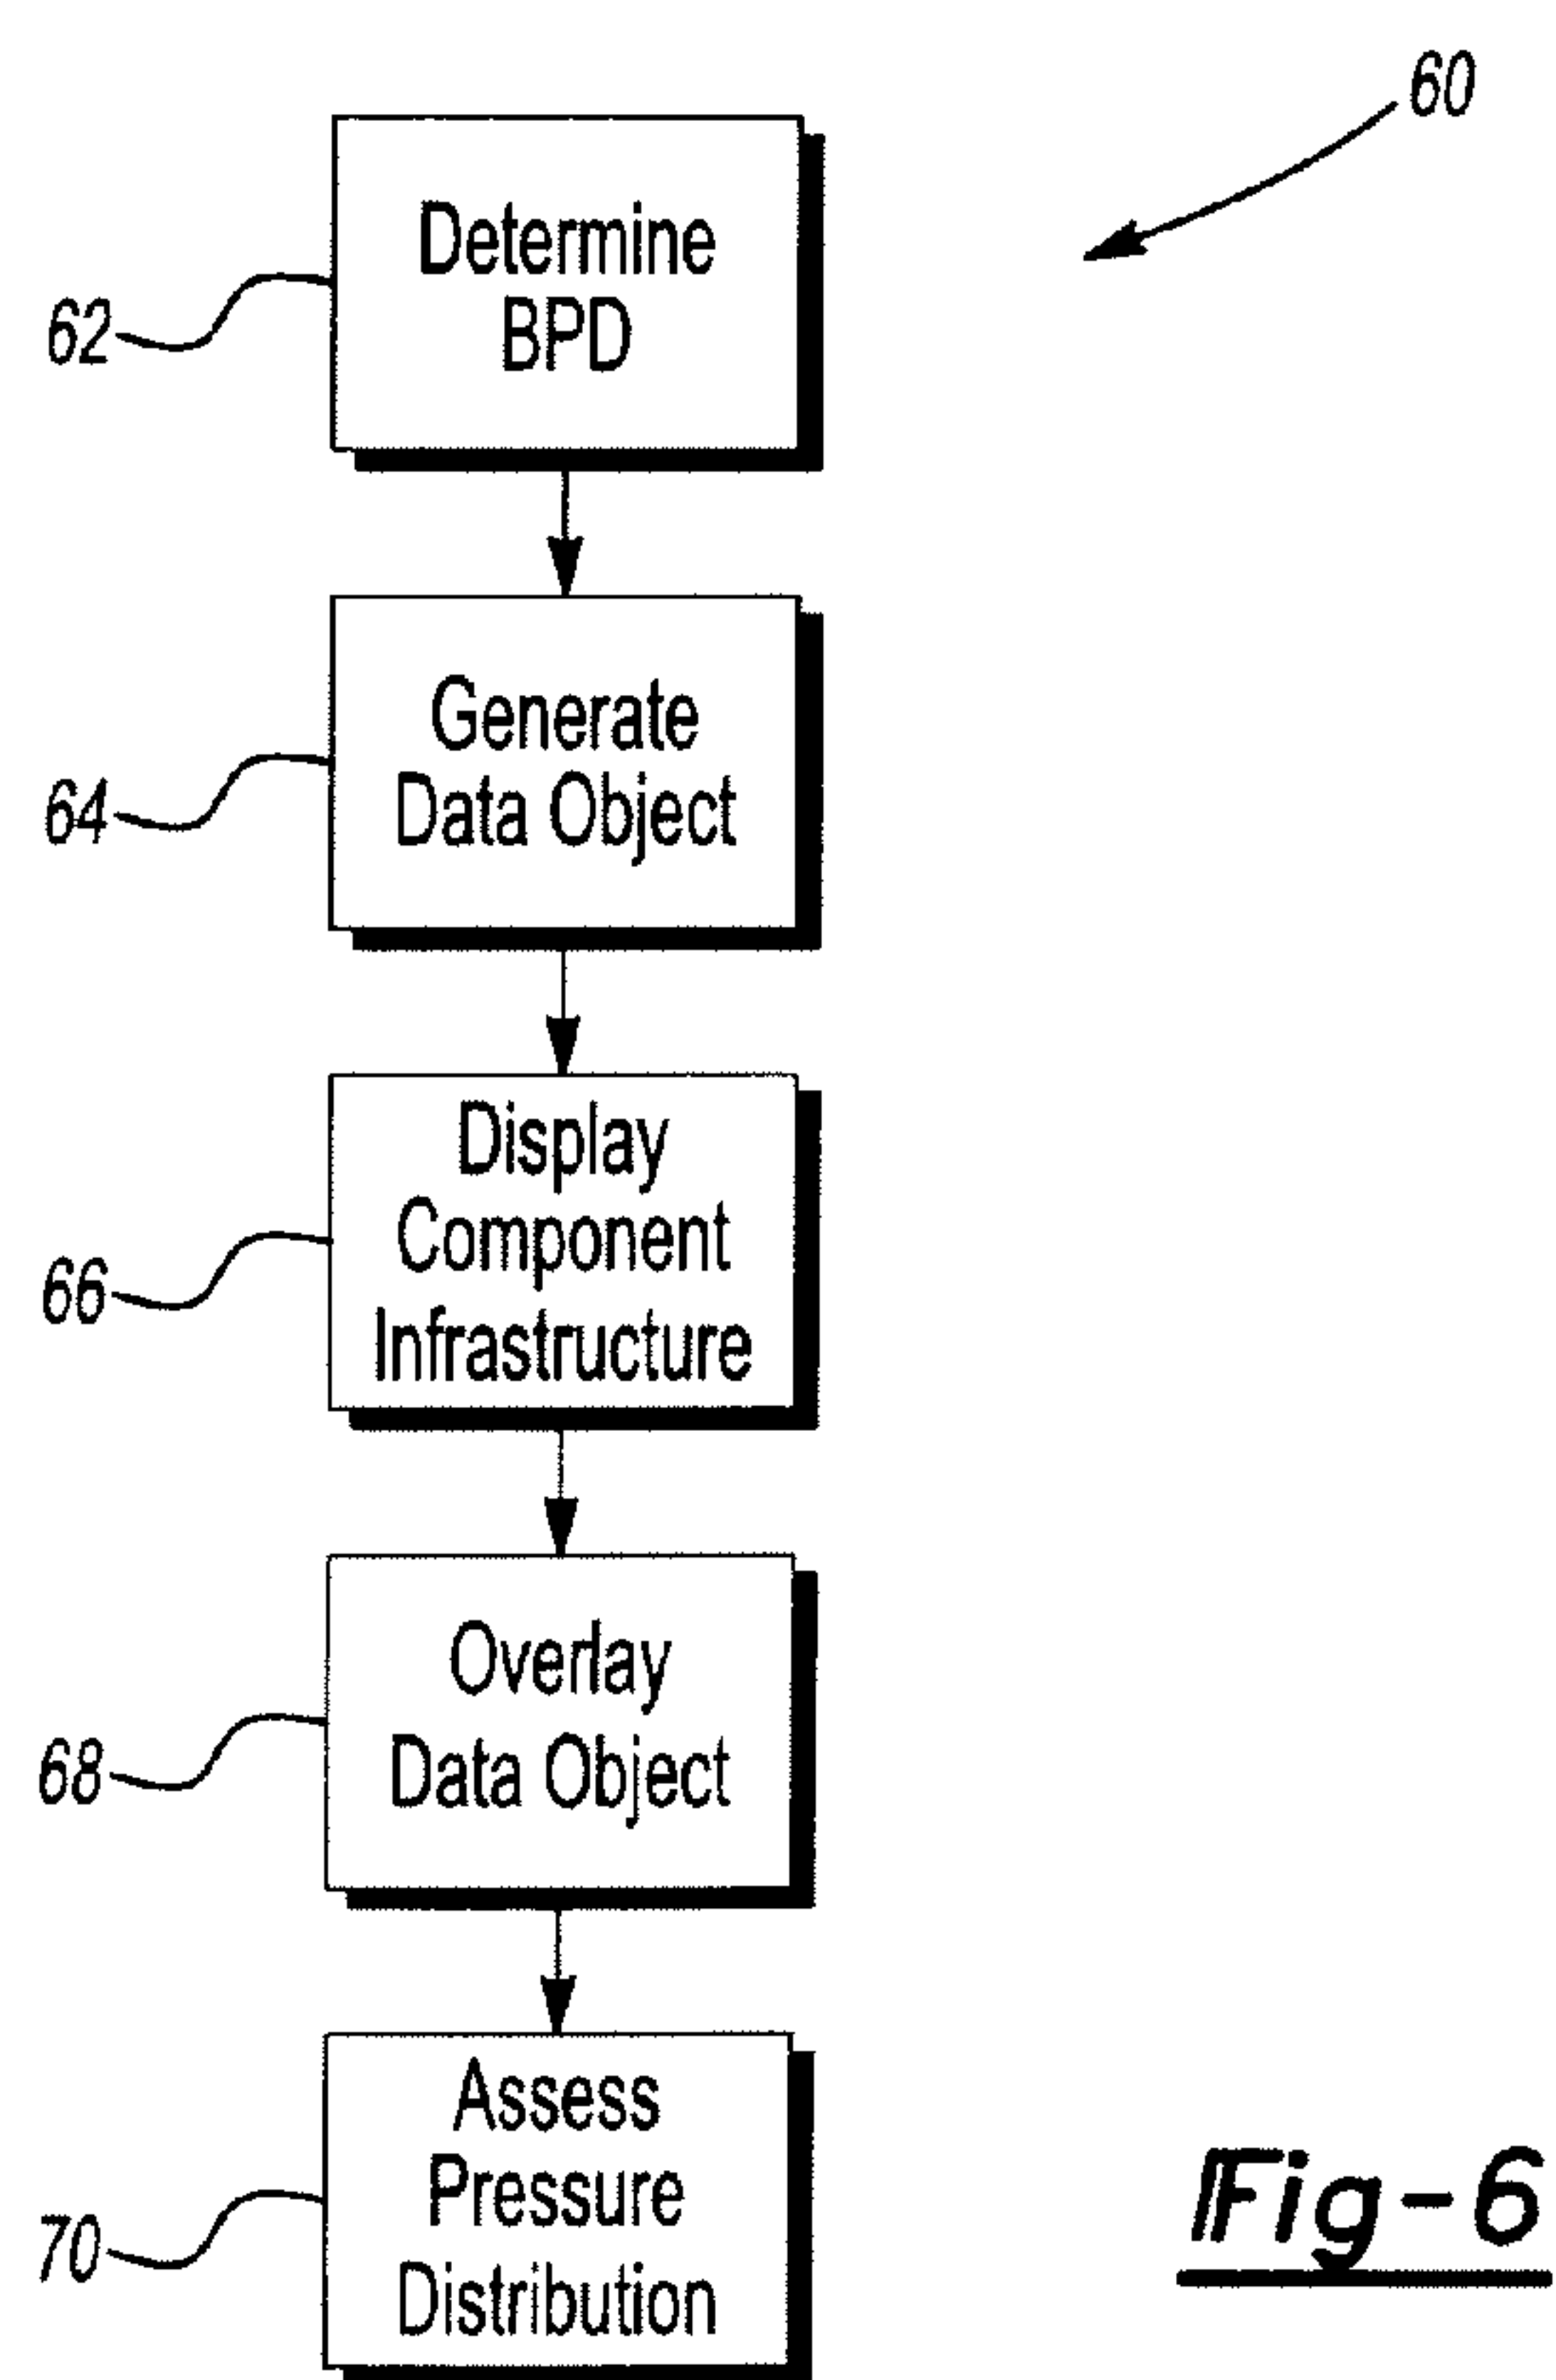 60
Determine
BPD
62
Generate
Data Object
64
Display
Component
Infrastructure
66
Overlay
Data Object
68
Assess
Pressure
Distribution
70
Fig-6